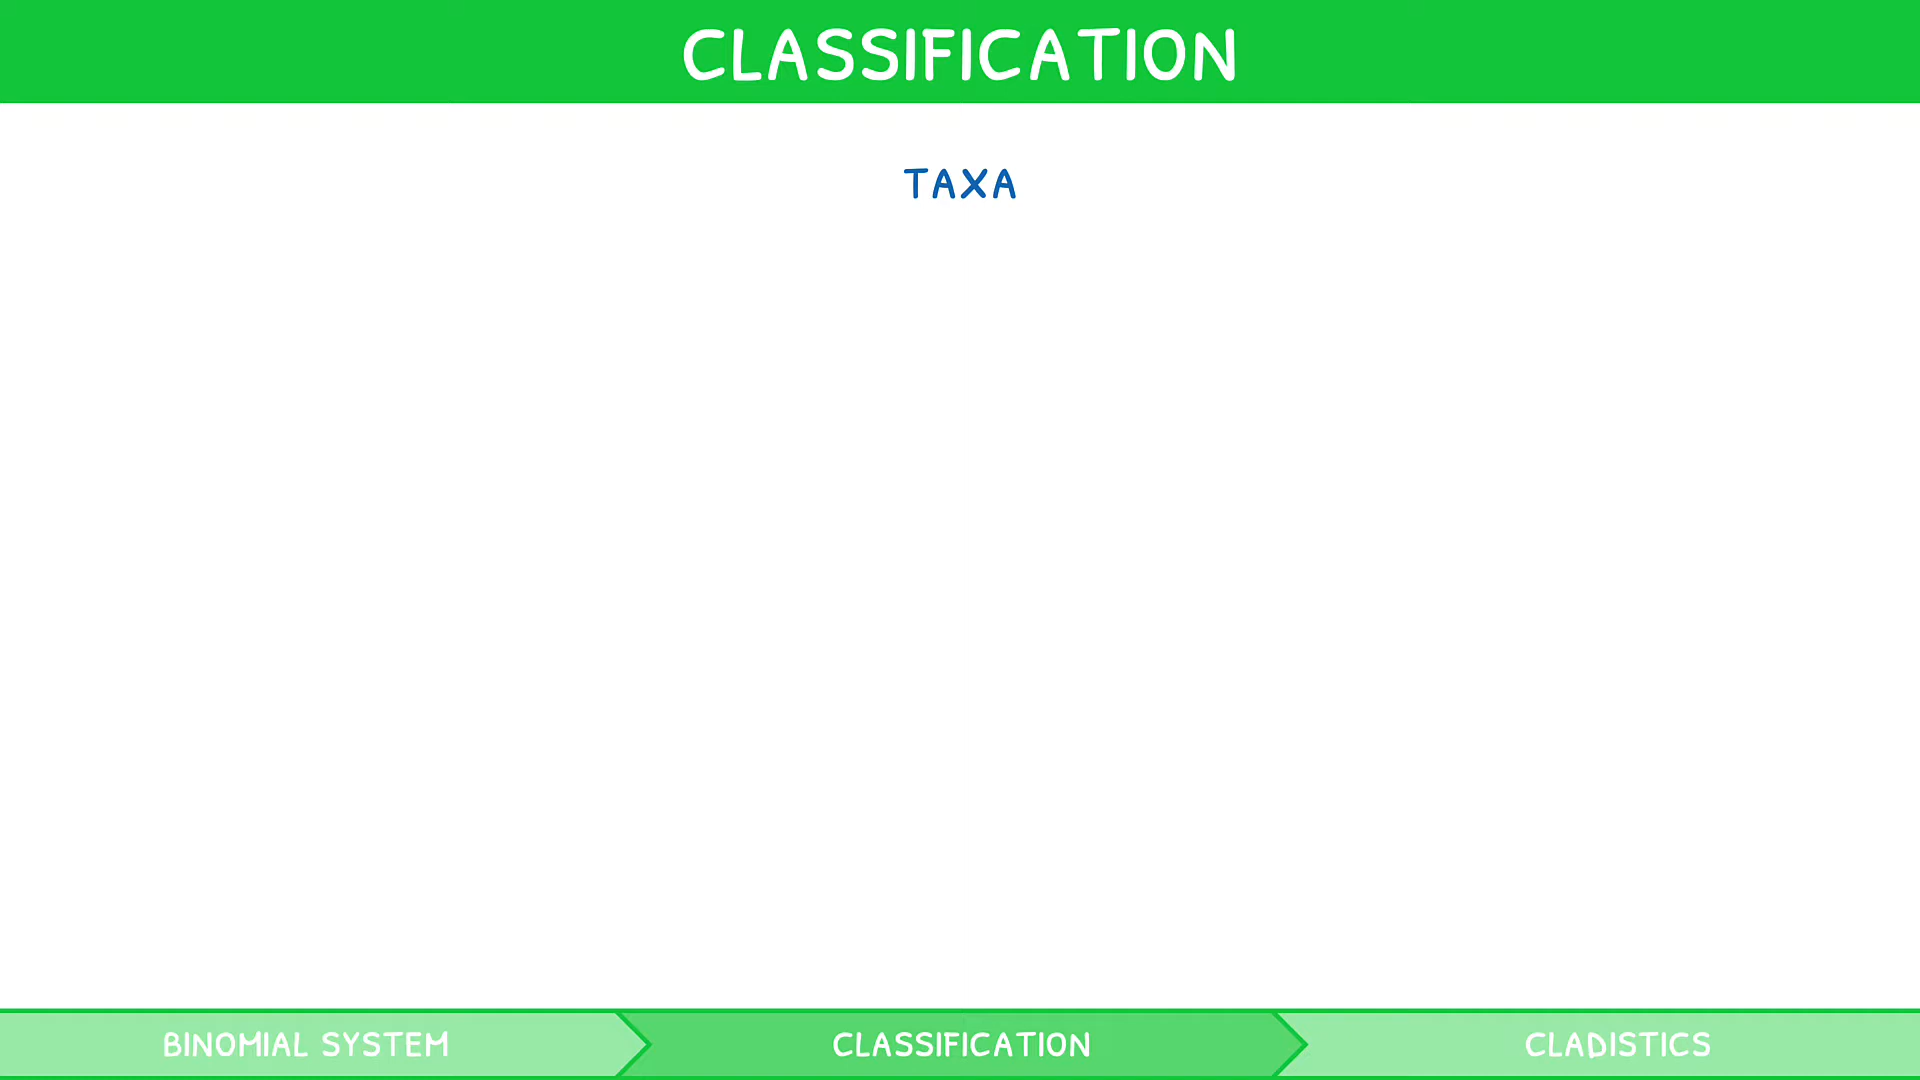 CLASSIFICATION
TAXA
BINOMIAL SYSTEM
CLASSIFICATION
CLADISTICS